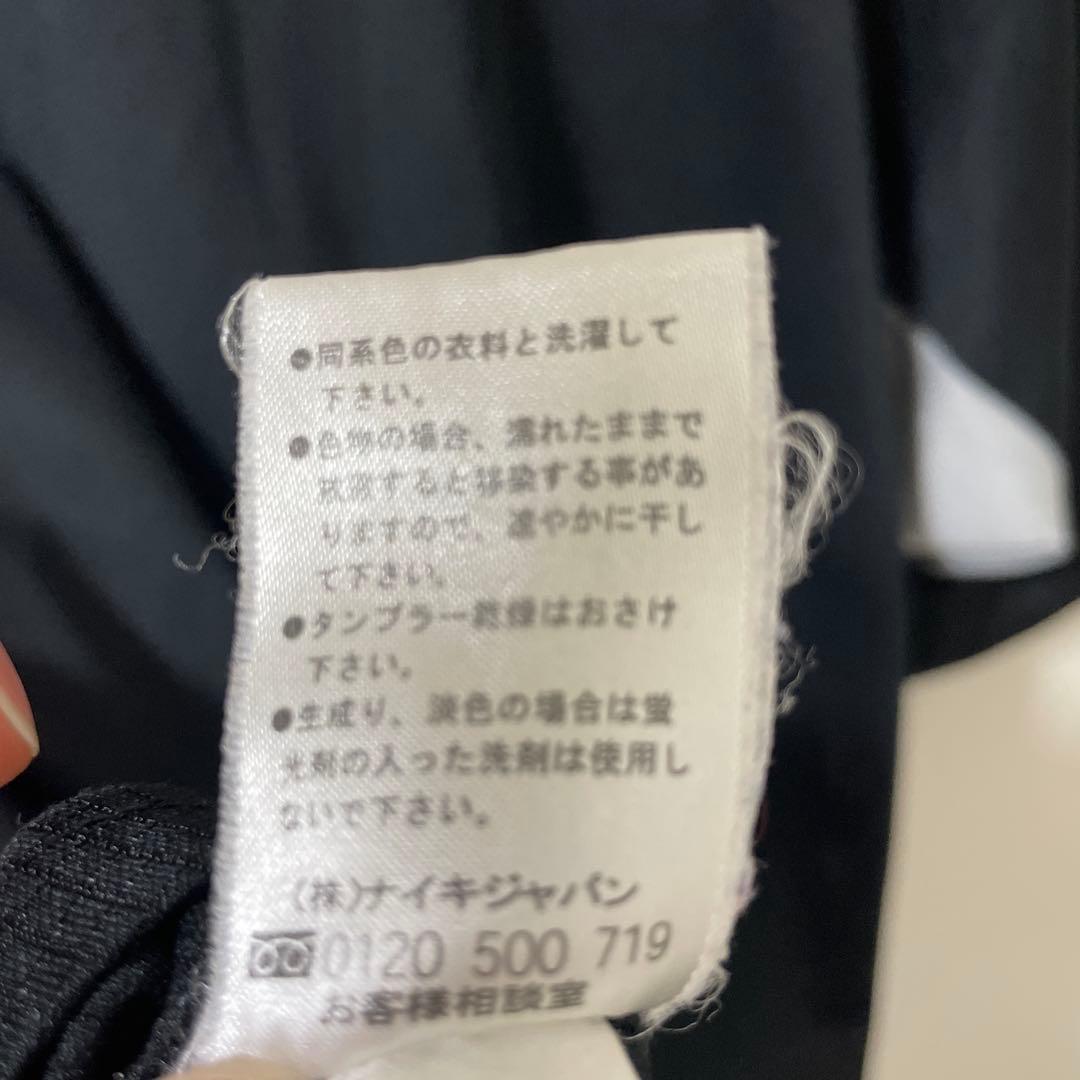 ●同系色の衣料と洗濯して
下さい。
●色物の場合、濡れたままで
放置すると移染する事があ
りますので、速やかに干し
て下さい。
●タンブラー乾燥はおさけ
下さい。
●生成り、淡色の場合は蛍
光剤の入った洗剤は使用し
ないで下さい。
(株)ナイキジャパン
0120 500 719
お客様相談室